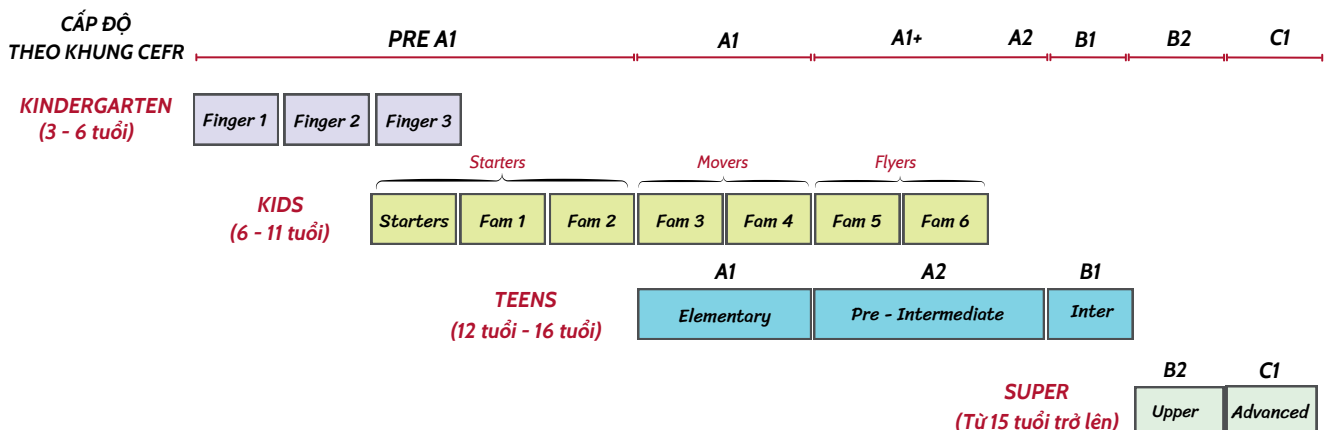 CẤP ĐỘ
THEO KHUNG CEFR
PRE A1
A1
A1+
A2
B1
B2
C1
KINDERGARTEN
(3 - 6 tuổi)
Finger 1
Finger 2
Finger 3
Starters
Movers
Flyers
KIDS
(6 - 11 tuổi)
Starters
Fam 1
Fam 2
Fam 3
Fam 4
Fam 5
Fam 6
A1
A2
B1
TEENS
(12 tuổi - 16 tuổi)
Elementary
Pre - Intermediate
Inter
B2
C1
SUPER
(Từ 15 tuổi trở lên)
Upper
Advanced